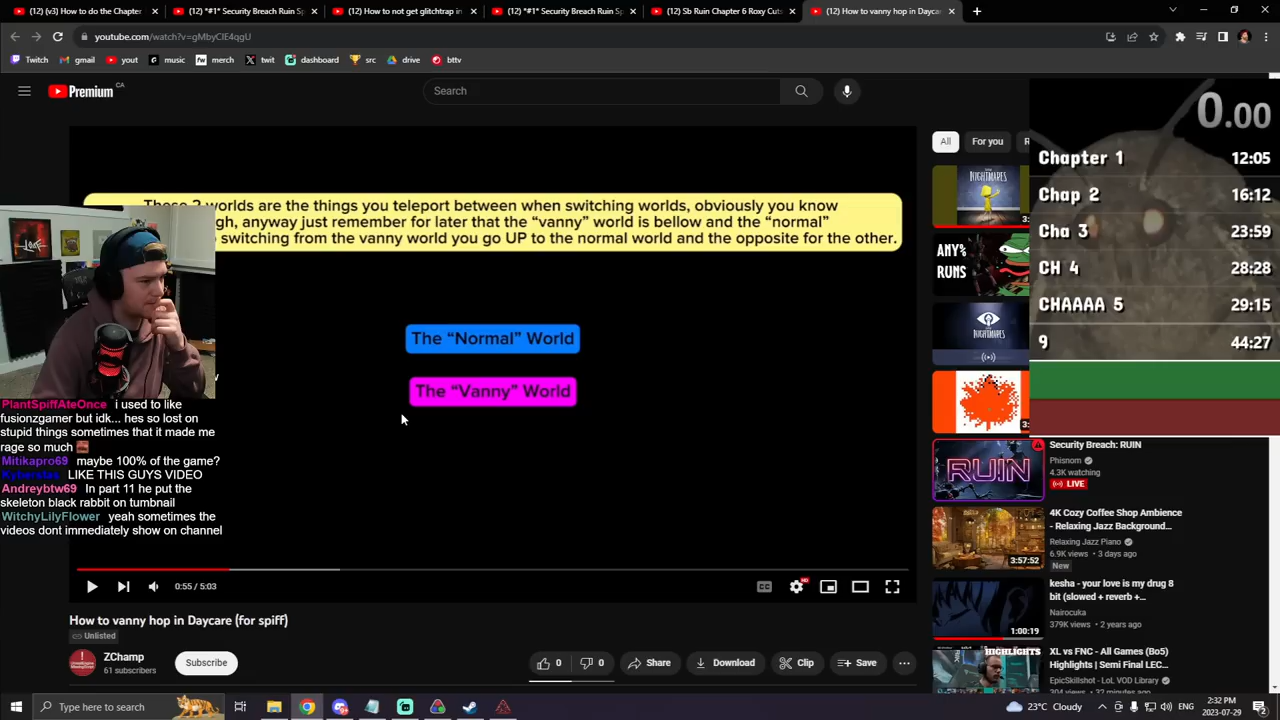 (12) (v3) How to do the Chapter
(12) *#1* Security Breach Ruin S
(12) How to not get glitchtrap in
(12) *#1* Security Breach Ruin S
(12) Sb Ruin Chapter 6 Roxy Cut
(12) How to vanny hop in Daycar
youtube.com/watch?v=gMbyClE4qgU
Twitch
gmail
yout
music
merch
twit
dashboard
src
drive
bttv
Premium CA
Search
0.00
Chapter 1 12:05
Chap 2 16:12
Cha 3 23:59
CH 4 28:28
CHAAAA 5 29:15
9 44:27
All
For you
These 2 worlds are the things you teleport between when switching worlds, obviously you know
gh, anyway just remember for later that the “vanny” world is bellow and the “normal”
switching from the vanny world you go UP to the normal world and the opposite for the other.
The “Normal” World
The “Vanny” World
PlantSpiffAteOnce i used to like
fusionzgamer but idk... hes so lost on
stupid things sometimes that it made me
rage so much
Mitikapro69 maybe 100% of the game?
LIKE THIS GUYS VIDEO
Andreybtw69 In part 11 he put the
skeleton black rabbit on tumbnail
WitchyLilyFlower yeah sometimes the
videos dont immediately show on channel
0:55 / 5:03
How to vanny hop in Daycare (for spiff)
Unlisted
ZChamp
61 subscribers
Subscribe
0
0
Share
Download
Clip
Save
NIGHTMARES
ANY%
RUNS
NIGHTMARES
RUIN
Security Breach: RUIN
Phisnom
4.3K watching
LIVE
4K Cozy Coffee Shop Ambience
- Relaxing Jazz Background...
Relaxing Jazz Piano
6.9K views • 3 days ago
New
3:57:52
kesha - your love is my drug 8
bit (slowed + reverb +...
Nairocuka
379K views • 2 years ago
1:00:19
HIGHLIGHTS
XL vs FNC - All Games (Bo5)
Highlights | Semi Final LEC...
EpicSkillshot - LoL VOD Library
304 views • 32 minutes ago
Type here to search
23°C Cloudy
ENG
2:32 PM
2023-07-29
2